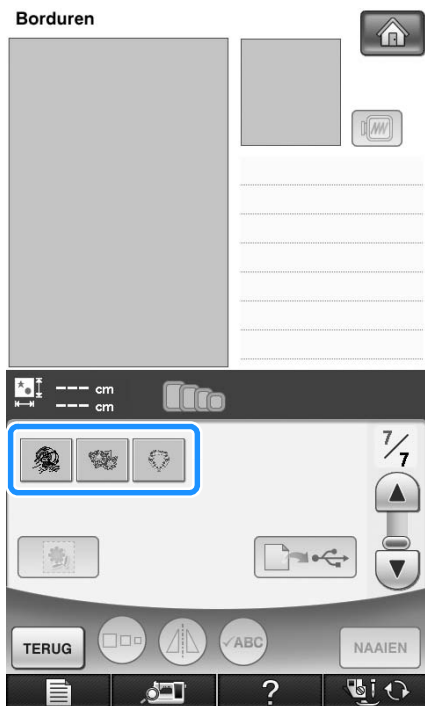 Borduren
--- cm
--- cm
7/7
TERUG
✓ABC
NAAIEN
?